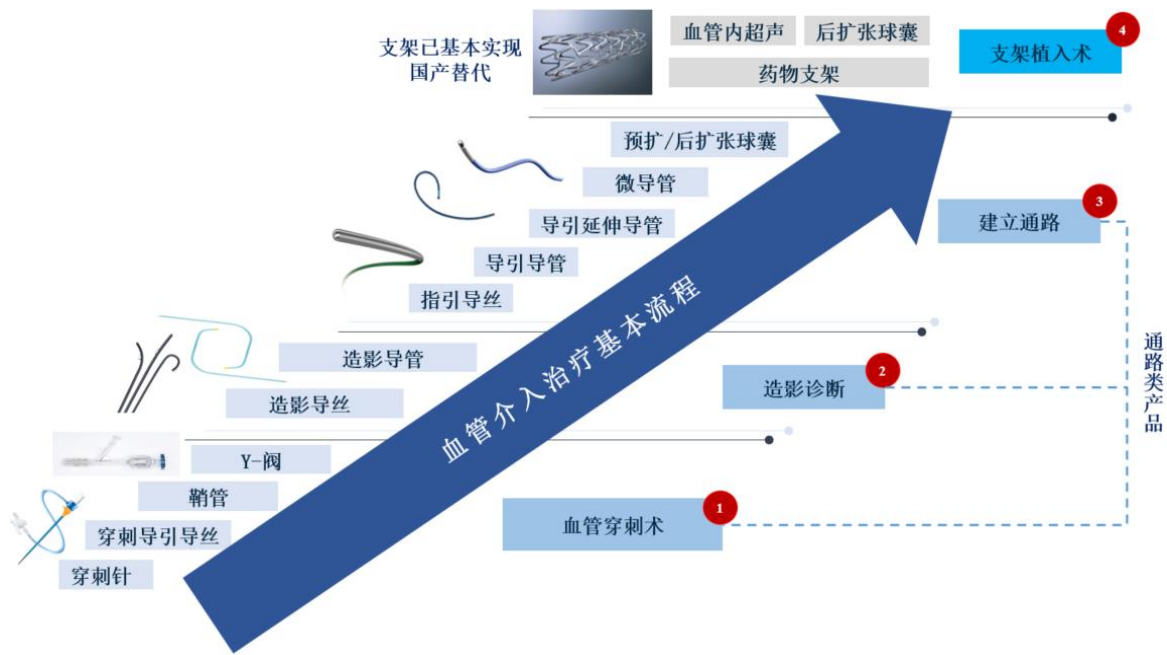 支架已基本实现
国产替代
血管内超声
后扩张球囊
药物支架
支架植入术
4
预扩/后扩张球囊
微导管
导引延伸导管
导引导管
指引导丝
建立通路
3
造影导管
造影导丝
造影诊断
2
Y-阀
鞘管
穿刺导引导丝
穿刺针
血管穿刺术
1
血管介入治疗基本流程
通路类产品